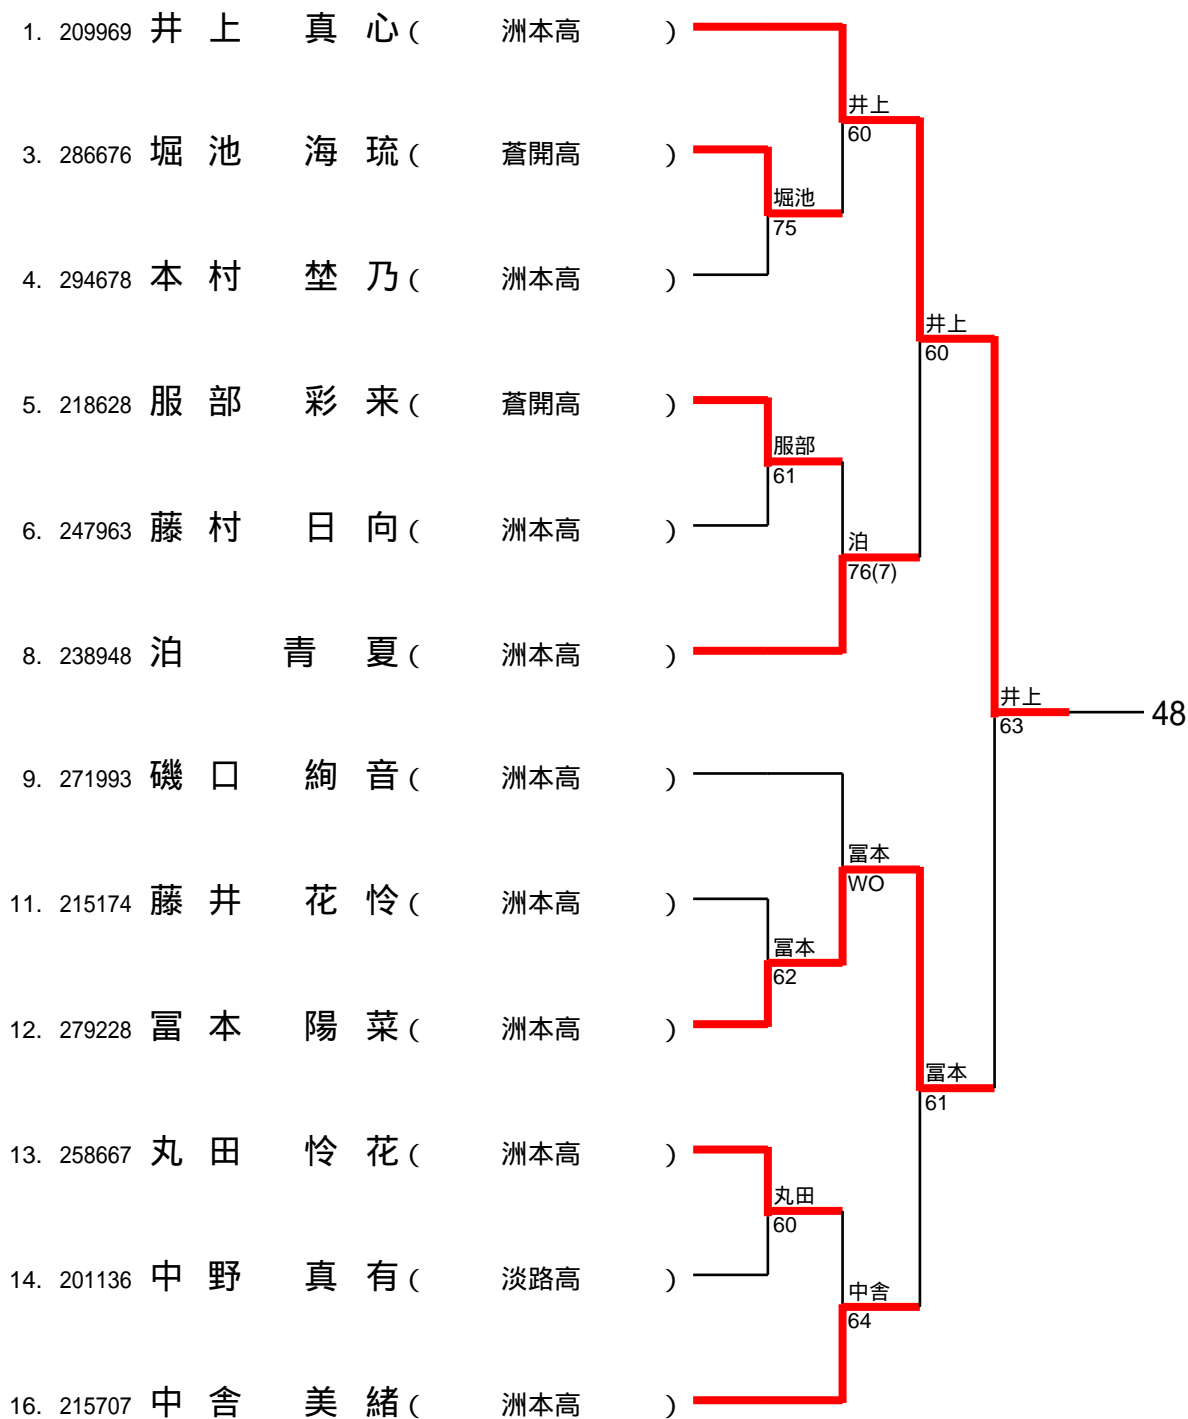 1. 209969 井上 真心 ( 洲本高 )
井上
60
3. 286676 堀池 海琉 ( 蒼開高 )
堀池
75
4. 294678 本村 埜乃 ( 洲本高 )
井上
60
5. 218628 服部 彩来 ( 蒼開高 )
服部
61
6. 247963 藤村 日向 ( 洲本高 )
泊
76(7)
8. 238948 泊 青夏 ( 洲本高 )
井上
63
48
9. 271993 磯口 絢音 ( 洲本高 )
冨本
WO
11. 215174 藤井 花怜 ( 洲本高 )
冨本
62
12. 279228 冨本 陽菜 ( 洲本高 )
冨本
61
13. 258667 丸田 怜花 ( 洲本高 )
丸田
60
14. 201136 中野 真有 ( 淡路高 )
中舎
64
16. 215707 中舎 美緒 ( 洲本高 )